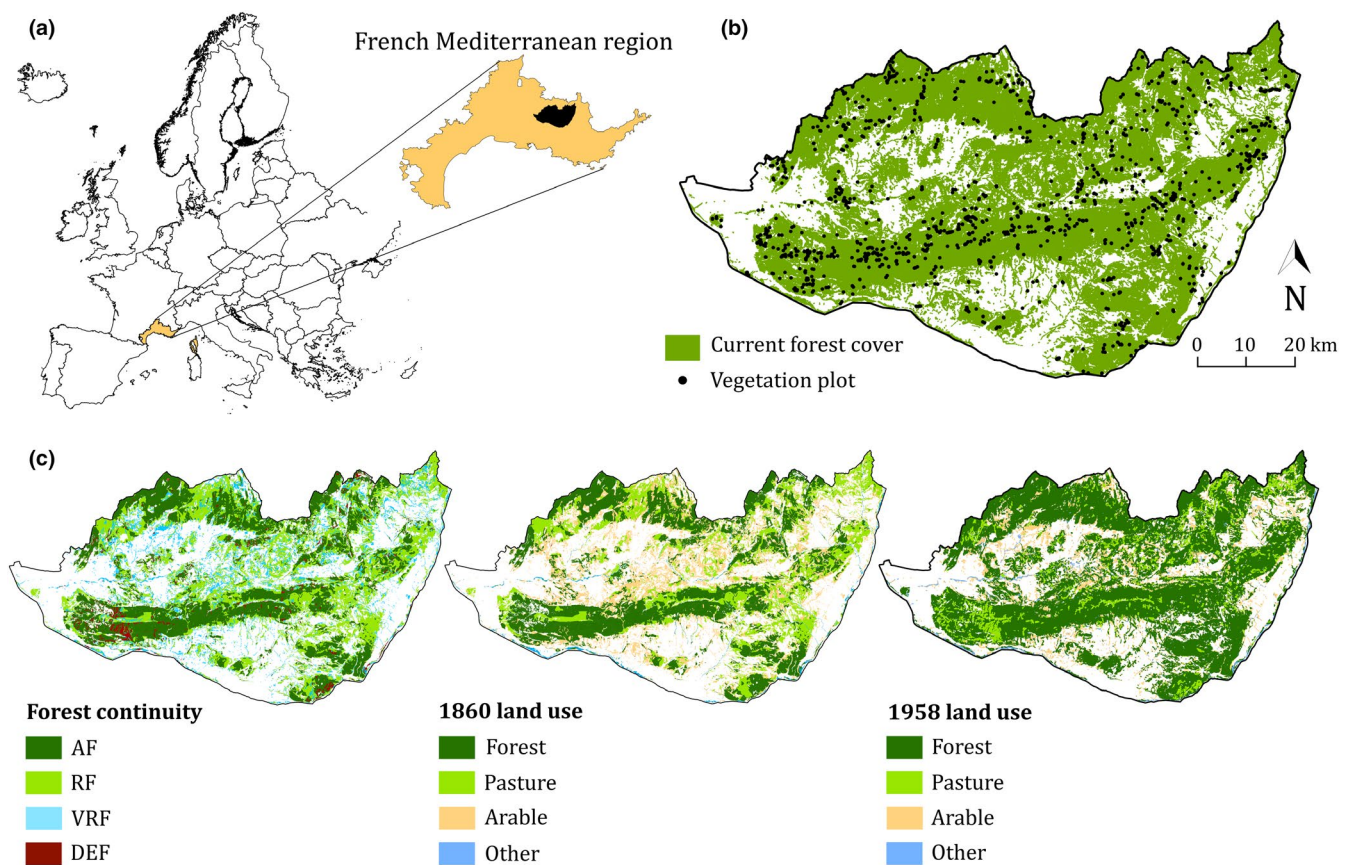 (a)
French Mediterranean region
(b)
N
Current forest cover
Vegetation plot
0 10 20 km
(c)
Forest continuity
AF
RF
VRF
DEF
1860 land use
Forest
Pasture
Arable
Other
1958 land use
Forest
Pasture
Arable
Other